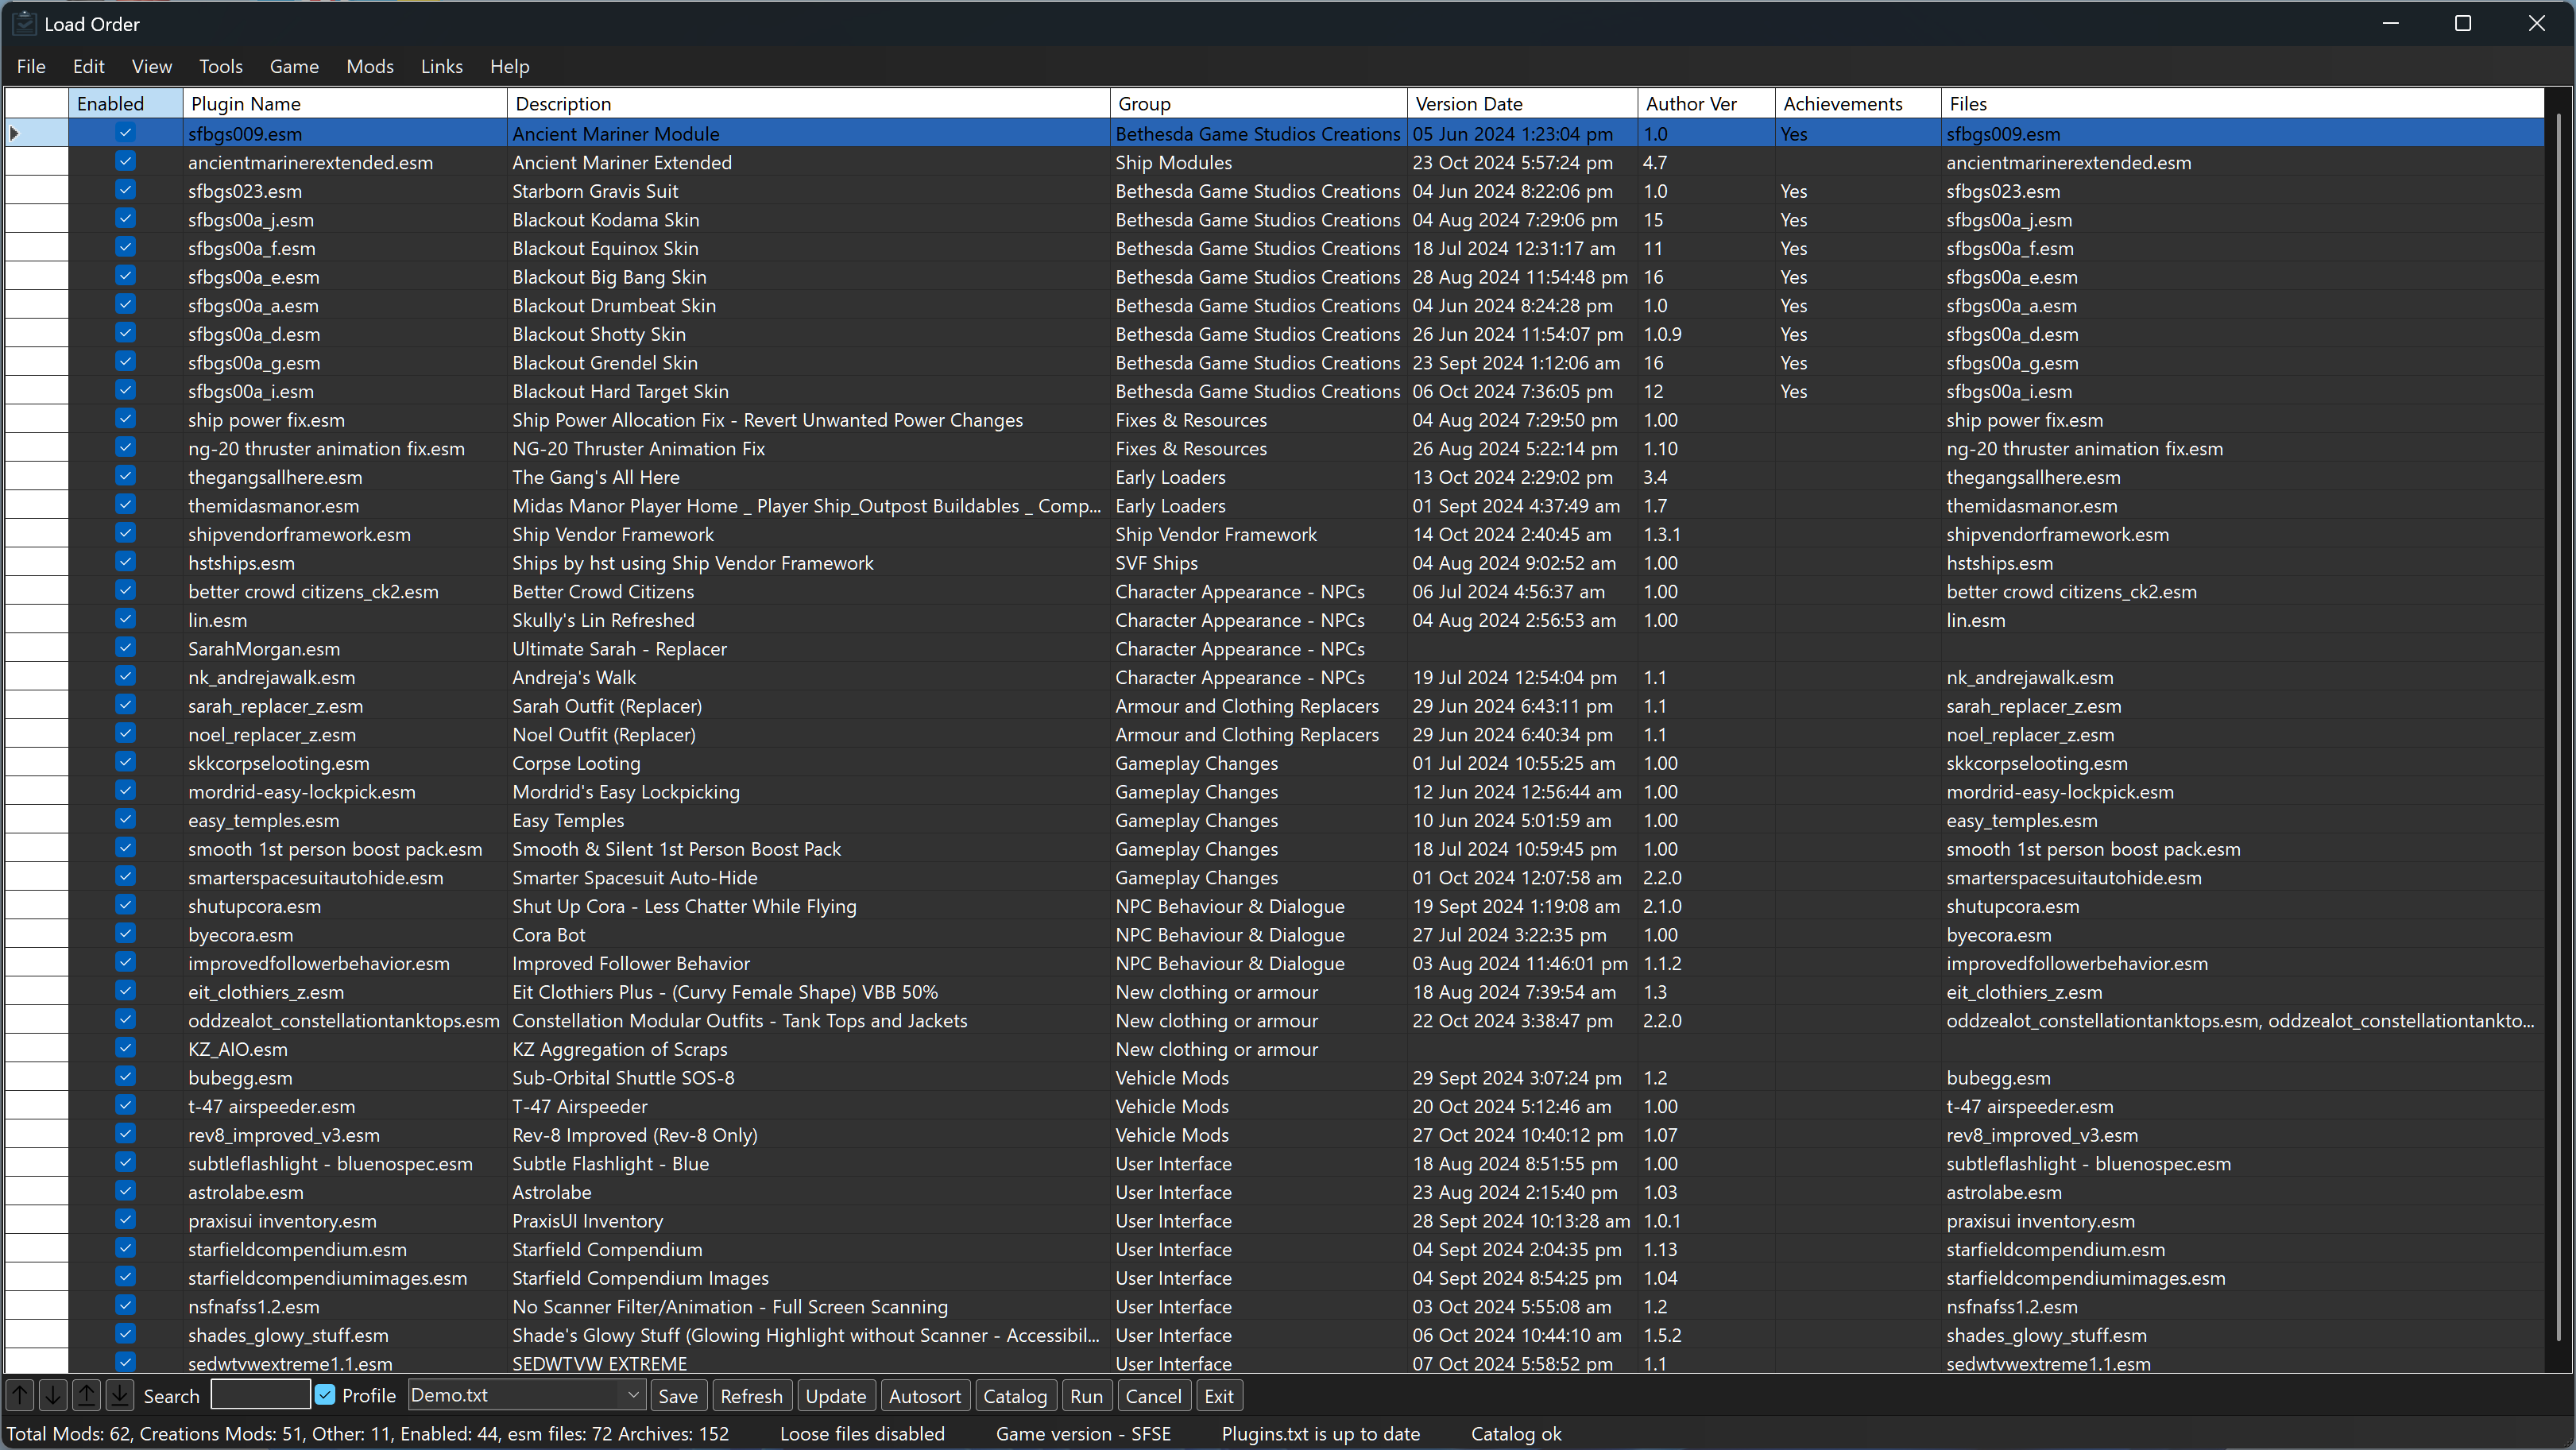 Load Order
File Edit View Tools Game Mods Links Help
Enabled Plugin Name Description Group Version Date Author Ver Achievements Files
sfbgs009.esm Ancient Mariner Module Bethesda Game Studios Creations 05 Jun 2024 1:23:04 pm 1.0 Yes sfbgs009.esm
ancientmarinerextended.esm Ancient Mariner Extended Ship Modules 23 Oct 2024 5:57:24 pm 4.7 ancientmarinerextended.esm
sfbgs023.esm Starborn Gravis Suit Bethesda Game Studios Creations 04 Jun 2024 8:22:06 pm 1.0 Yes sfbgs023.esm
sfbgs00a_j.esm Blackout Kodama Skin Bethesda Game Studios Creations 04 Aug 2024 7:29:06 pm 15 Yes sfbgs00a_j.esm
sfbgs00a_f.esm Blackout Equinox Skin Bethesda Game Studios Creations 18 Jul 2024 12:31:17 am 11 Yes sfbgs00a_f.esm
sfbgs00a_e.esm Blackout Big Bang Skin Bethesda Game Studios Creations 28 Aug 2024 11:54:48 pm 16 Yes sfbgs00a_e.esm
sfbgs00a_a.esm Blackout Drumbeat Skin Bethesda Game Studios Creations 04 Jun 2024 8:24:28 pm 1.0 Yes sfbgs00a_a.esm
sfbgs00a_d.esm Blackout Shotty Skin Bethesda Game Studios Creations 26 Jun 2024 11:54:07 pm 1.0.9 Yes sfbgs00a_d.esm
sfbgs00a_g.esm Blackout Grendel Skin Bethesda Game Studios Creations 23 Sept 2024 1:12:06 am 16 Yes sfbgs00a_g.esm
sfbgs00a_i.esm Blackout Hard Target Skin Bethesda Game Studios Creations 06 Oct 2024 7:36:05 pm 12 Yes sfbgs00a_i.esm
ship power fix.esm Ship Power Allocation Fix - Revert Unwanted Power Changes Fixes & Resources 04 Aug 2024 7:29:50 pm 1.00 ship power fix.esm
ng-20 thruster animation fix.esm NG-20 Thruster Animation Fix Fixes & Resources 26 Aug 2024 5:22:14 pm 1.10 ng-20 thruster animation fix.esm
thegangsallhere.esm The Gang's All Here Early Loaders 13 Oct 2024 2:29:02 pm 3.4 thegangsallhere.esm
themidasmanor.esm Midas Manor Player Home _ Player Ship_Outpost Buildables _ Comp... Early Loaders 01 Sept 2024 4:37:49 am 1.7 themidasmanor.esm
shipvendorframework.esm Ship Vendor Framework Ship Vendor Framework 14 Oct 2024 2:40:45 am 1.3.1 shipvendorframework.esm
hstships.esm Ships by hst using Ship Vendor Framework SVF Ships 04 Aug 2024 9:02:52 am 1.00 hstships.esm
better crowd citizens_ck2.esm Better Crowd Citizens Character Appearance - NPCs 06 Jul 2024 4:56:37 am 1.00 better crowd citizens_ck2.esm
lin.esm Skully's Lin Refreshed Character Appearance - NPCs 04 Aug 2024 2:56:53 am 1.00 lin.esm
SarahMorgan.esm Ultimate Sarah - Replacer Character Appearance - NPCs
nk_andrejawalk.esm Andreja's Walk Character Appearance - NPCs 19 Jul 2024 12:54:04 pm 1.1 nk_andrejawalk.esm
sarah_replacer_z.esm Sarah Outfit (Replacer) Armour and Clothing Replacers 29 Jun 2024 6:43:11 pm 1.1 sarah_replacer_z.esm
noel_replacer_z.esm Noel Outfit (Replacer) Armour and Clothing Replacers 29 Jun 2024 6:40:34 pm 1.1 noel_replacer_z.esm
skkcorpselooting.esm Corpse Looting Gameplay Changes 01 Jul 2024 10:55:25 am 1.00 skkcorpselooting.esm
mordrid-easy-lockpick.esm Mordrid's Easy Lockpicking Gameplay Changes 12 Jun 2024 12:56:44 am 1.00 mordrid-easy-lockpick.esm
easy_temples.esm Easy Temples Gameplay Changes 10 Jun 2024 5:01:59 am 1.00 easy_temples.esm
smooth 1st person boost pack.esm Smooth & Silent 1st Person Boost Pack Gameplay Changes 18 Jul 2024 10:59:45 pm 1.00 smooth 1st person boost pack.esm
smarterspacesuitautohide.esm Smarter Spacesuit Auto-Hide Gameplay Changes 01 Oct 2024 12:07:58 am 2.2.0 smarterspacesuitautohide.esm
shutupcora.esm Shut Up Cora - Less Chatter While Flying NPC Behaviour & Dialogue 19 Sept 2024 1:19:08 am 2.1.0 shutupcora.esm
byecora.esm Cora Bot NPC Behaviour & Dialogue 27 Jul 2024 3:22:35 pm 1.00 byecora.esm
improvedfollowerbehavior.esm Improved Follower Behavior NPC Behaviour & Dialogue 03 Aug 2024 11:46:01 pm 1.1.2 improvedfollowerbehavior.esm
eit_clothiers_z.esm Eit Clothiers Plus - (Curvy Female Shape) VBB 50% New clothing or armour 18 Aug 2024 7:39:54 am 1.3 eit_clothiers_z.esm
oddzealot_constellationtanktops.esm Constellation Modular Outfits - Tank Tops and Jackets New clothing or armour 22 Oct 2024 3:38:47 pm 2.2.0 oddzealot_constellationtanktops.esm, oddzealot_constellationtankto...
KZ_AIO.esm KZ Aggregation of Scraps New clothing or armour
bubegg.esm Sub-Orbital Shuttle SOS-8 Vehicle Mods 29 Sept 2024 3:07:24 pm 1.2 bubegg.esm
t-47 airspeeder.esm T-47 Airspeeder Vehicle Mods 20 Oct 2024 5:12:46 am 1.00 t-47 airspeeder.esm
rev8_improved_v3.esm Rev-8 Improved (Rev-8 Only) Vehicle Mods 27 Oct 2024 10:40:12 pm 1.07 rev8_improved_v3.esm
subtleflashlight - bluenospec.esm Subtle Flashlight - Blue User Interface 18 Aug 2024 8:51:55 pm 1.00 subtleflashlight - bluenospec.esm
astrolabe.esm Astrolabe User Interface 23 Aug 2024 2:15:40 pm 1.03 astrolabe.esm
praxisui inventory.esm PraxisUI Inventory User Interface 28 Sept 2024 10:13:28 am 1.0.1 praxisui inventory.esm
starfieldcompendium.esm Starfield Compendium User Interface 04 Sept 2024 2:04:35 pm 1.13 starfieldcompendium.esm
starfieldcompendiumimages.esm Starfield Compendium Images User Interface 04 Sept 2024 8:54:25 pm 1.04 starfieldcompendiumimages.esm
nsfnafss1.2.esm No Scanner Filter/Animation - Full Screen Scanning User Interface 03 Oct 2024 5:55:08 am 1.2 nsfnafss1.2.esm
shades_glowy_stuff.esm Shade's Glowy Stuff (Glowing Highlight without Scanner - Accessibil... User Interface 06 Oct 2024 10:44:10 am 1.5.2 shades_glowy_stuff.esm
sedwtvwextreme1.1.esm SEDWTVW EXTREME User Interface 07 Oct 2024 5:58:52 pm 1.1 sedwtvwextreme1.1.esm
Search Profile Demo.txt Save Refresh Update Autosort Catalog Run Cancel Exit
Total Mods: 62, Creations Mods: 51, Other: 11, Enabled: 44, esm files: 72 Archives: 152 Loose files disabled Game version - SFSE Plugins.txt is up to date Catalog ok